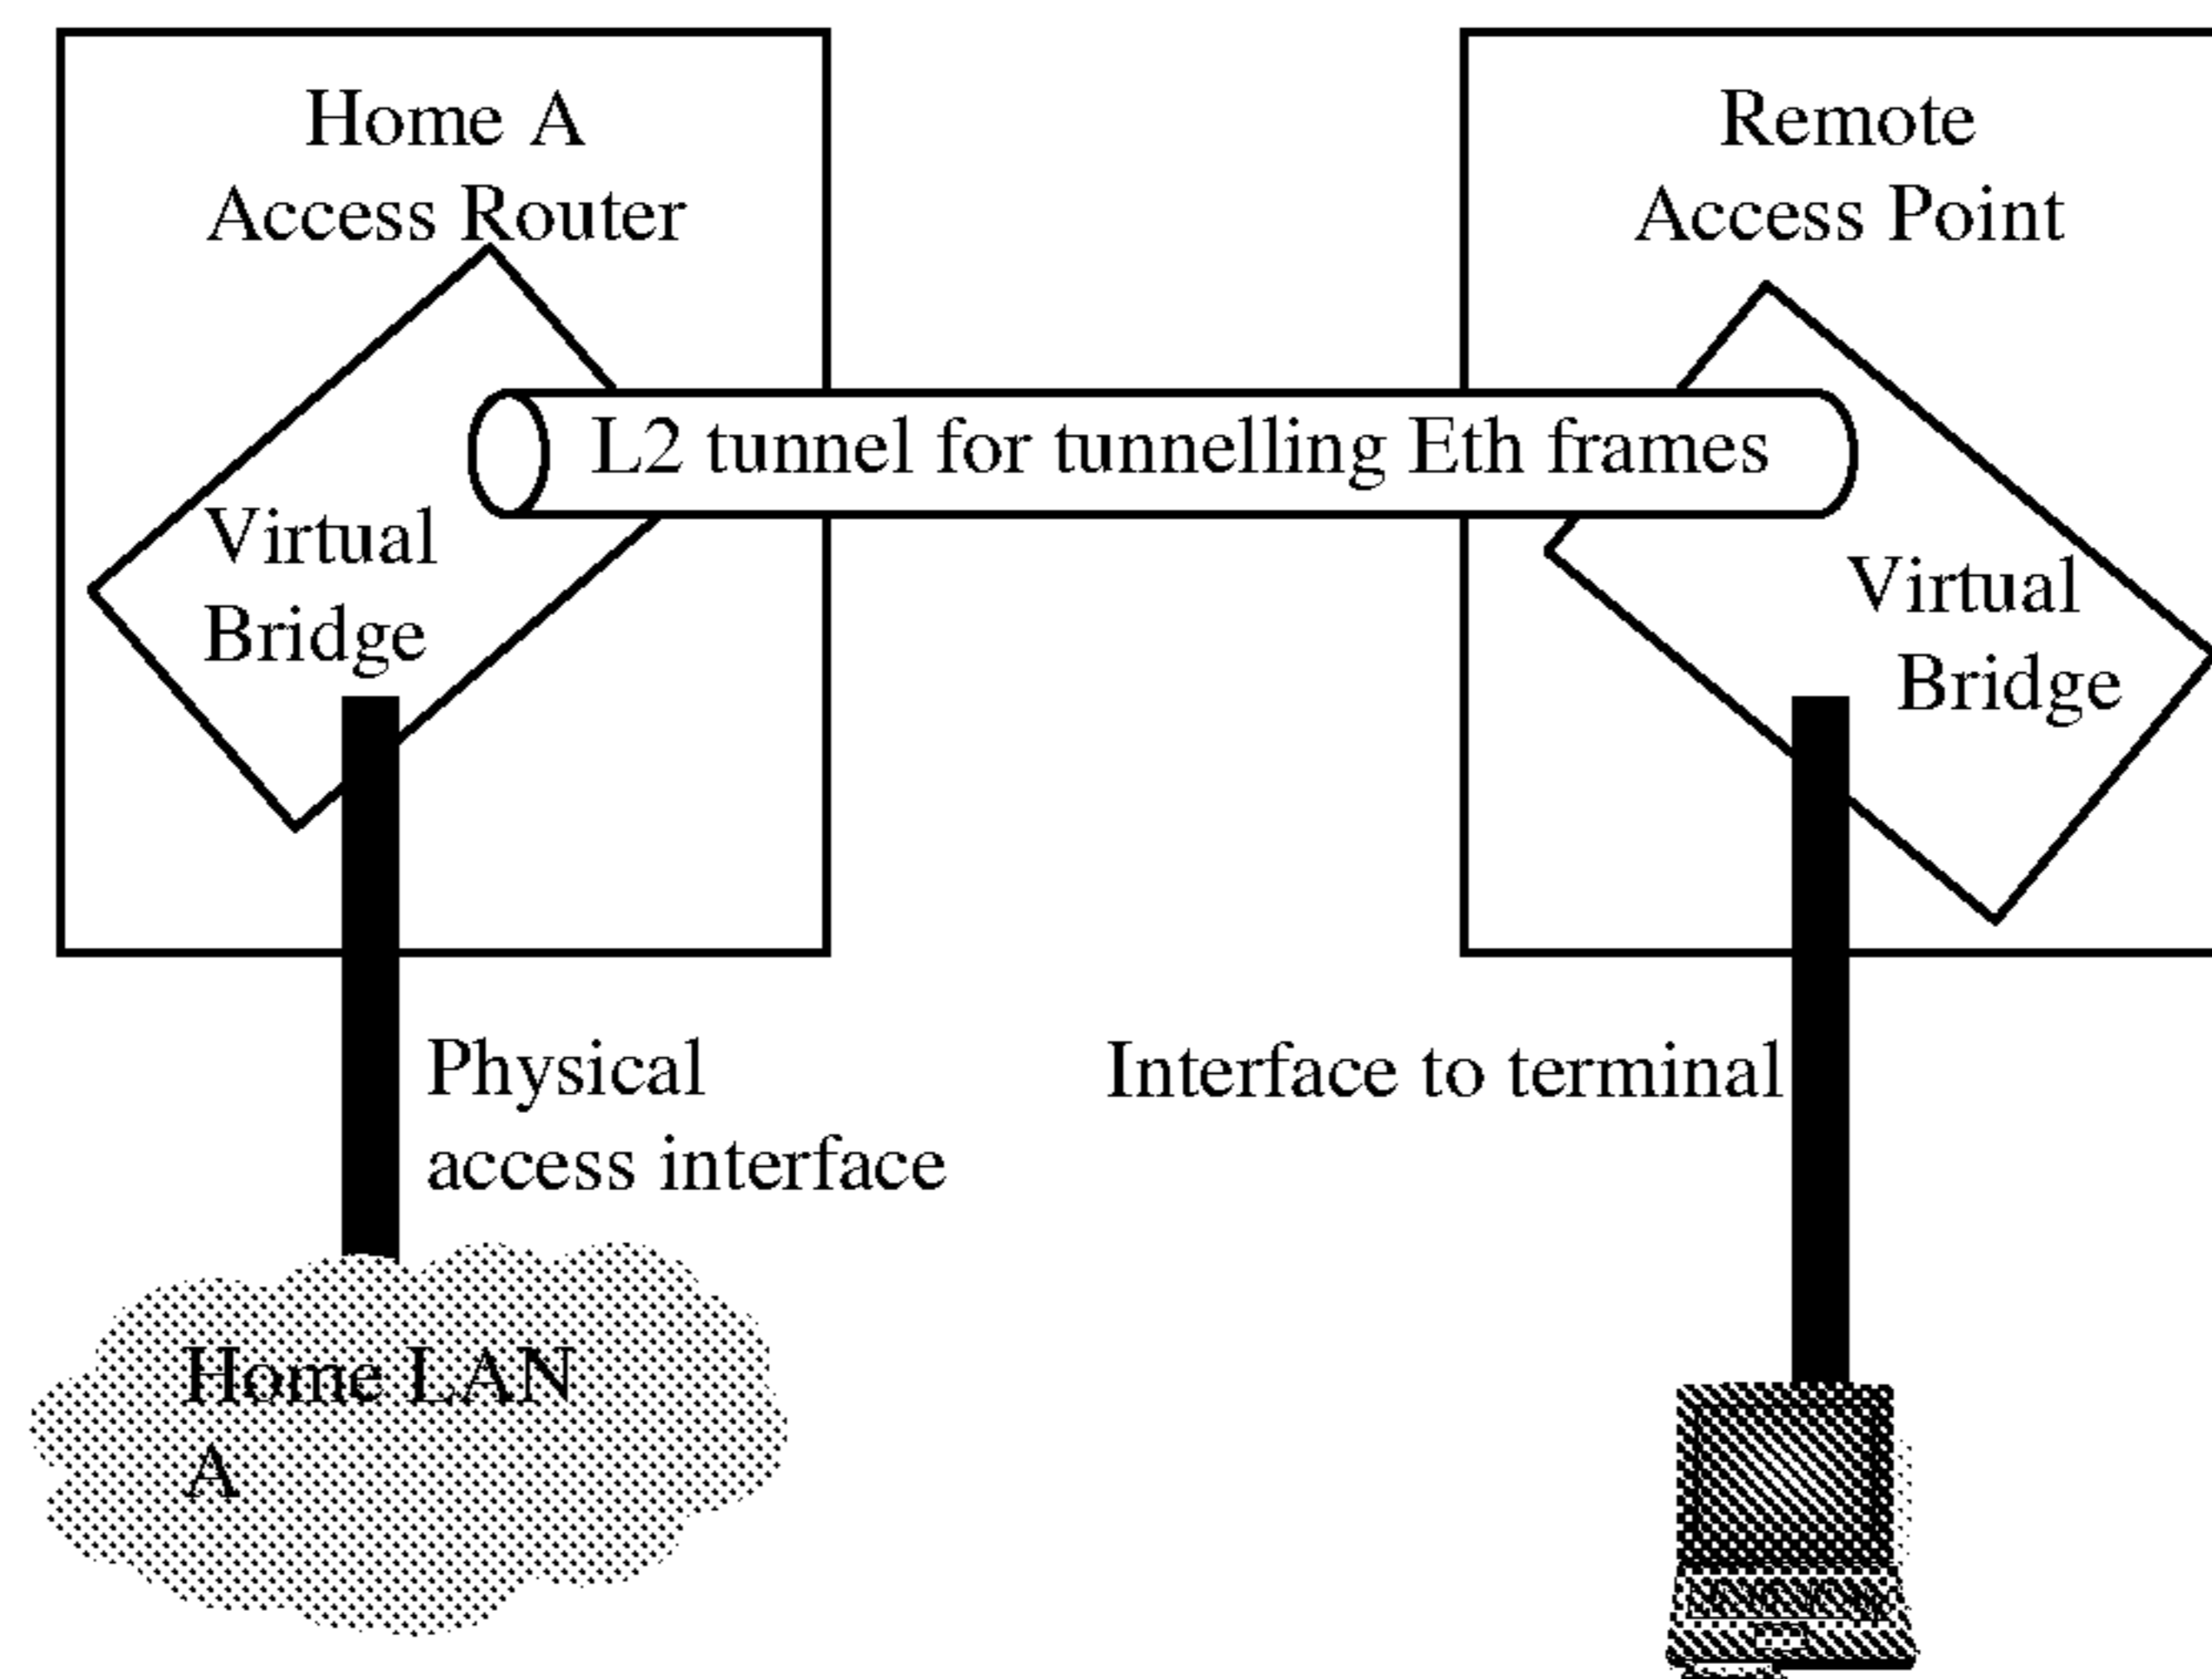 Home A
Access Router
Remote
Access Point
L2 tunnel for tunnelling Eth frames
Virtual
Bridge
Virtual
Bridge
Physical
access interface
Interface to terminal
Home LAN
A